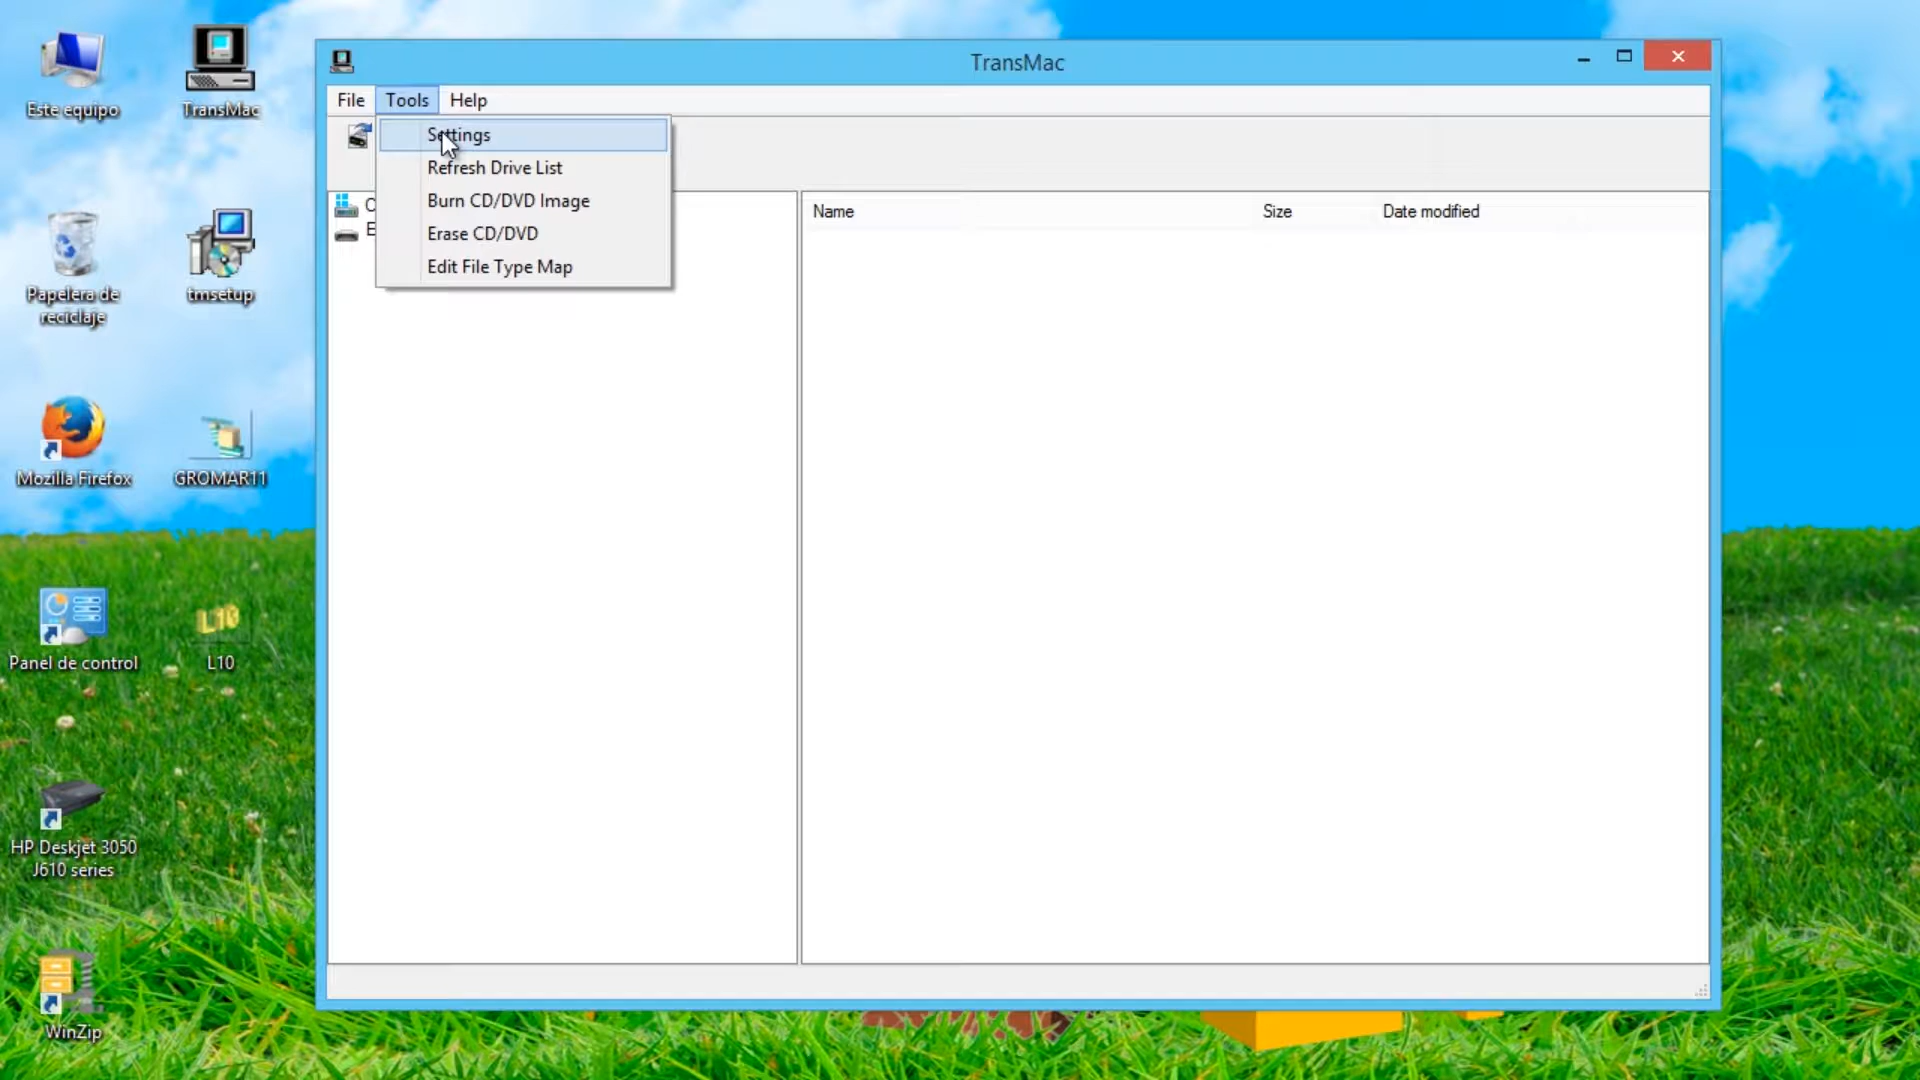 Este equipo
TransMac
Papelera de
reciclaje
tmsetup
Mozilla Firefox
GROMAR11
Panel de control
L10
L10
HP Deskjet 3050
J610 series
WinZip
TransMac
File Tools Help
Settings
Refresh Drive List
Burn CD/DVD Image
Erase CD/DVD
Edit File Type Map
Name Size Date modified